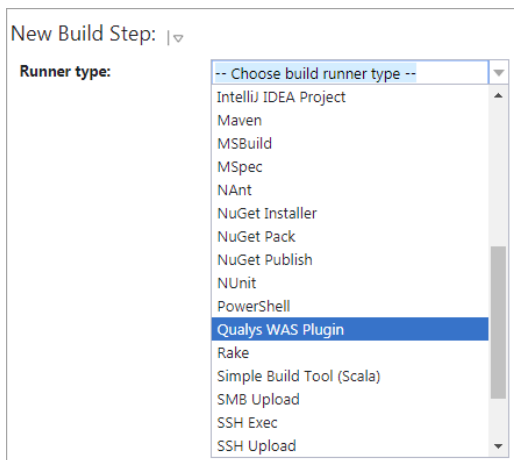 New Build Step:
Runner type:
-- Choose build runner type --
IntelliJ IDEA Project
Maven
MSBuild
MSpec
NAnt
NuGet Installer
NuGet Pack
NuGet Publish
NUnit
PowerShell
Qualys WAS Plugin
Rake
Simple Build Tool (Scala)
SMB Upload
SSH Exec
SSH Upload